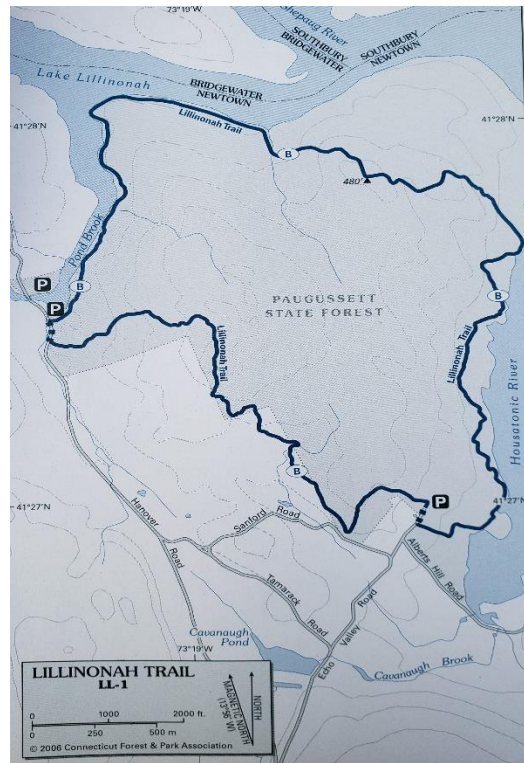 73°19'W
Shepaug River
SOUTHBURY
BRIDGEWATER
SOUTHBURY
NEWTOWN
Lake Lillinonah
BRIDGEWATER
NEWTOWN
Lillinonah Trail
41°28'N
41°28'N
B
480'
Pond Brook
P
B
P
B
PAUGUSSETT
STATE FOREST
Lillinonah Trail
Lillinonah Trail
Housatonic River
B
P
41°27'N
41°27'N
Hanover Road
Sanford Road
Alberts Hill Road
Tamarack Road
Echo Valley Road
Cavanaugh
Pond
73°19'W
Cavanaugh Brook
LILLINONAH TRAIL
LL-1
0 1000 2000 ft.
0 250 500 m
MAGNETIC NORTH
(13°96' W)
NORTH
© 2006 Connecticut Forest & Park Association